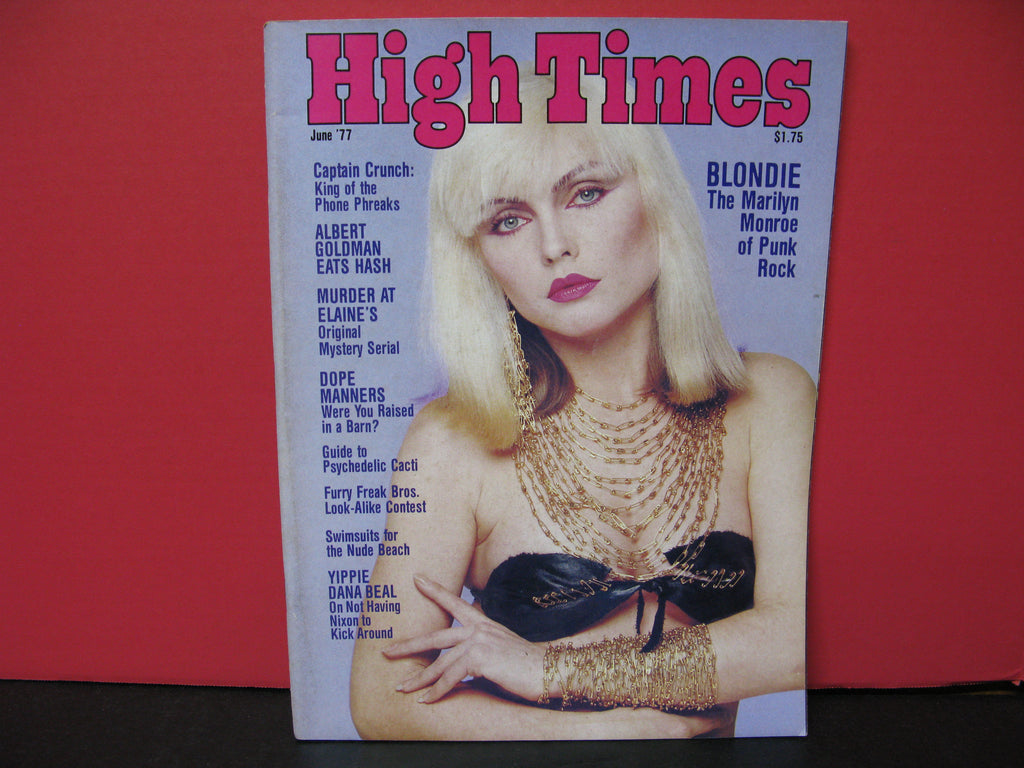 High Times
June '77
$1.75
Captain Crunch:
King of the
Phone Phreaks
ALBERT
GOLDMAN
EATS HASH
MURDER AT
ELAINE'S
Original
Mystery Serial
DOPE
MANNERS
Were You Raised
in a Barn?
Guide to
Psychedelic Cacti
Furry Freak Bros.
Look-Alike Contest
Swimsuits for
the Nude Beach
YIPPIE
DANA BEAL
On Not Having
Nixon to
Kick Around
BLONDIE
The Marilyn
Monroe
of Punk
Rock